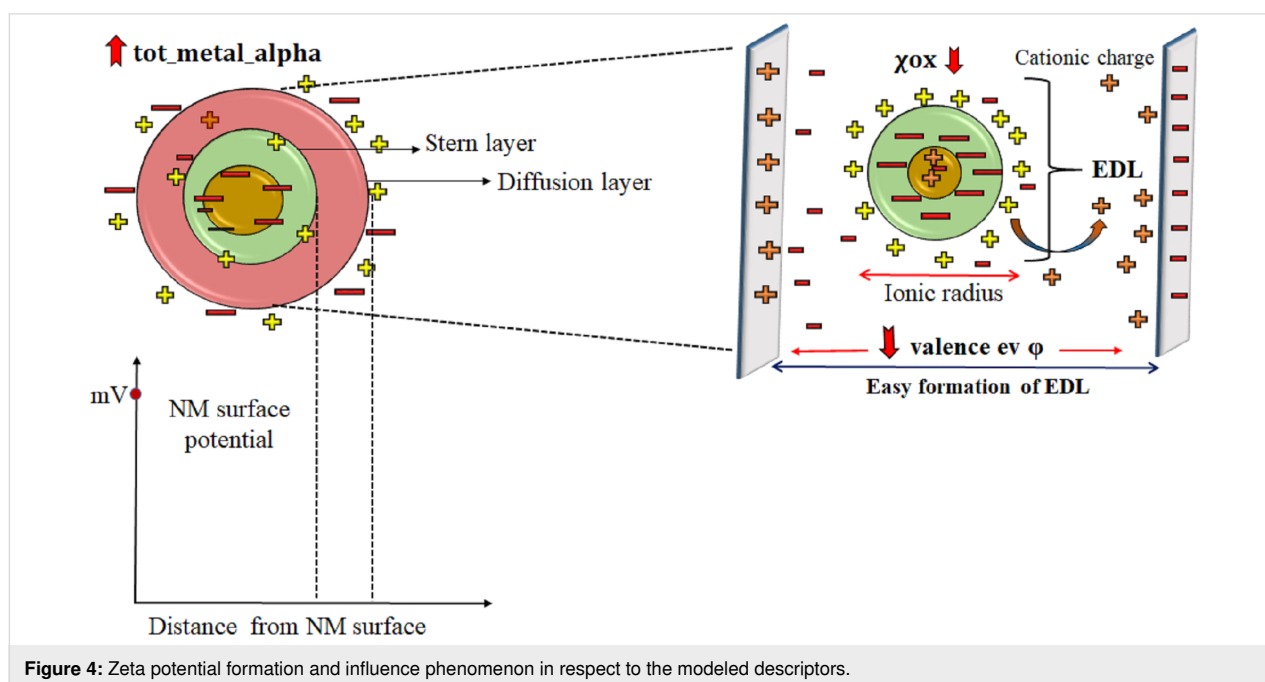 tot_metal_alpha
Stern layer
Diffusion layer
mV
NM surface
potential
Distance from NM surface
χox
Cationic charge
EDL
Ionic radius
valence ev φ
Easy formation of EDL
Figure 4: Zeta potential formation and influence phenomenon in respect to the modeled descriptors.